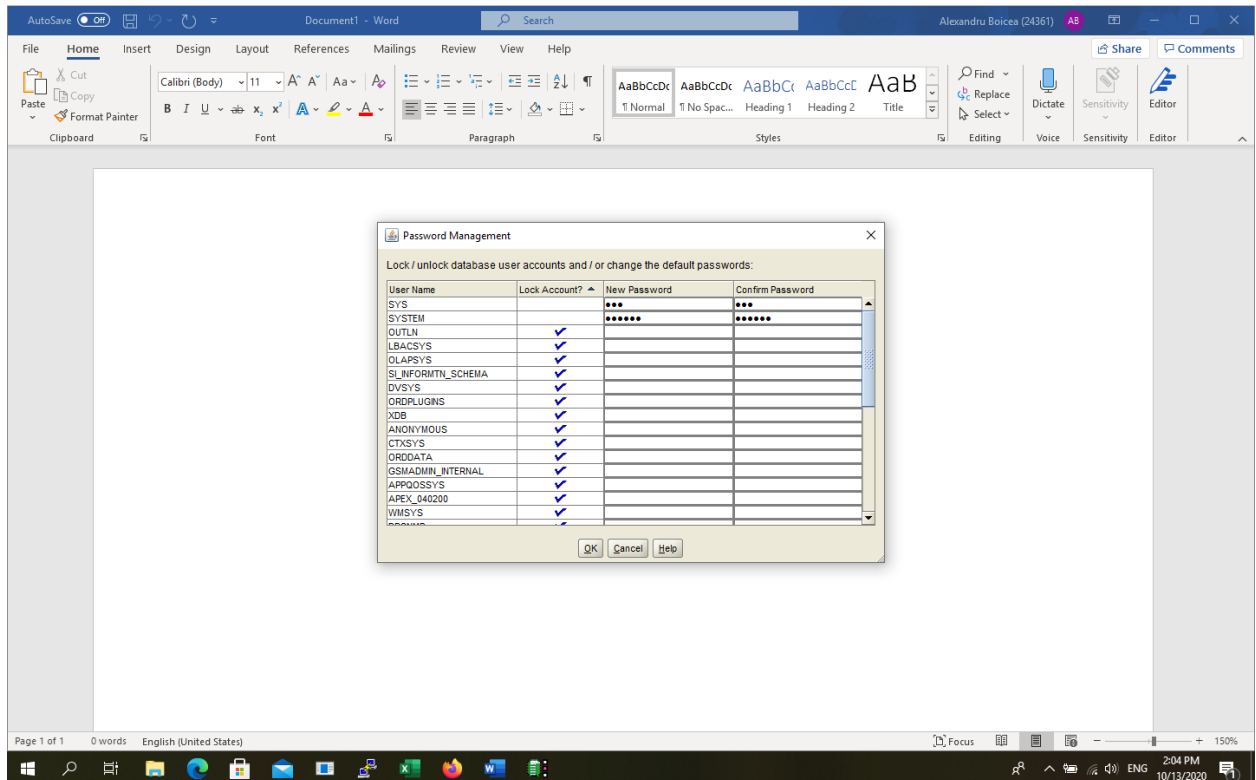 AutoSave Off Document1 - Word Search Alexandru Boicea (24361) AB
File Home Insert Design Layout References Mailings Review View Help Share Comments
Paste
Cut
Copy
Format Painter
Calibri (Body) 11 A A Aa A
B I U ab x2 x2 A A
AaBbCcDc AaBbCcDc AaBbCc AaBbCcE AaB
¶ Normal ¶ No Spac... Heading 1 Heading 2 Title
Find
Replace
Select
Dictate
Sensitivity
Editor
Clipboard Font Paragraph Styles Editing Voice Sensitivity Editor
Password Management
Lock / unlock database user accounts and / or change the default passwords:
User Name Lock Account? New Password Confirm Password
SYS ●●● ●●●
SYSTEM ●●●●●● ●●●●●●
OUTLN
LBACSYS
OLAPSYS
SI_INFORMTN_SCHEMA
DVSYS
ORDPLUGINS
XDB
ANONYMOUS
CTXSYS
ORDDATA
GSMADMIN_INTERNAL
APPQOSSYS
APEX_040200
WMSYS
OK Cancel Help
Page 1 of 1 0 words English (United States) Focus 150%
ENG 2:04 PM
10/13/2020